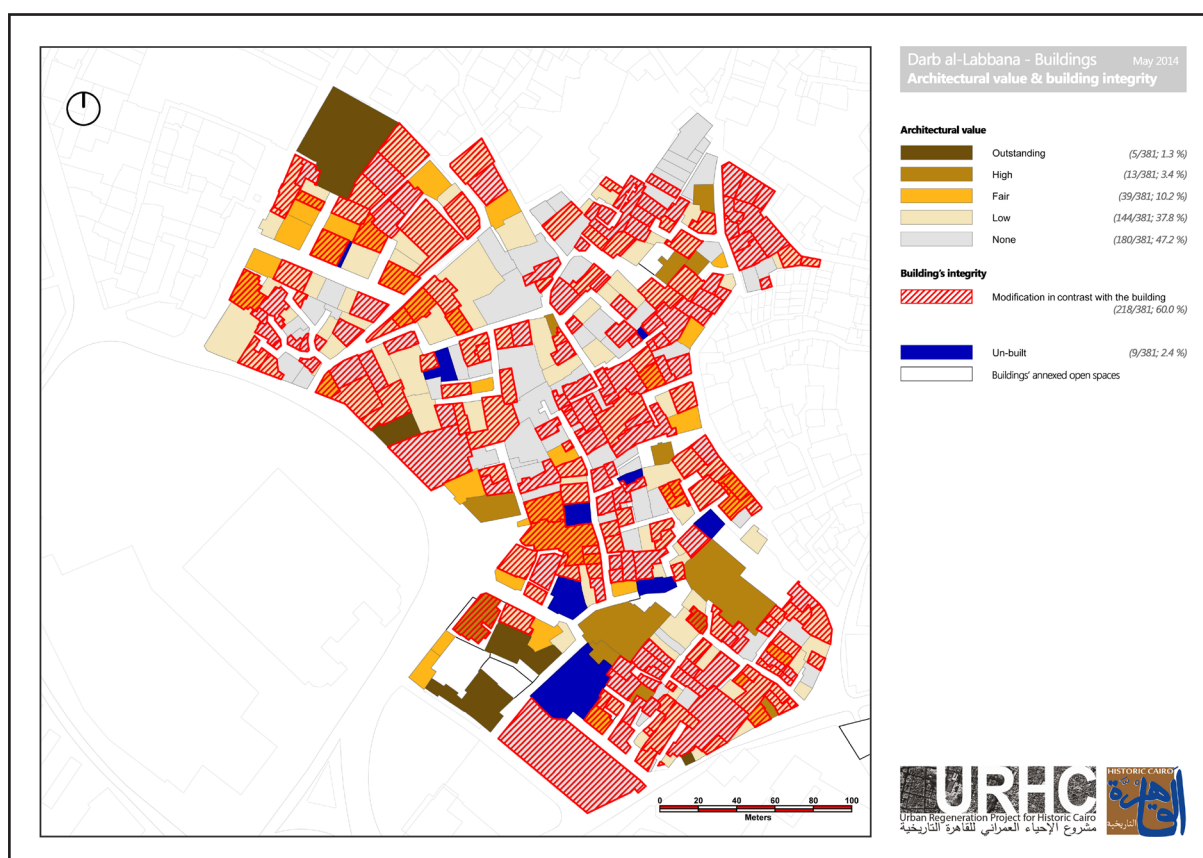 Darb al-Labbana - Buildings May 2014
Architectural value & building integrity
Architectural value
Outstanding (5/381; 1.3 %)
High (13/381; 3.4 %)
Fair (39/381; 10.2 %)
Low (144/381; 37.8 %)
None (180/381; 47.2 %)
Building's integrity
Modification in contrast with the building
(218/381; 60.0 %)
Un-built (9/381; 2.4 %)
Buildings' annexed open spaces
0 20 40 60 80 100
Meters
URHC
Urban Regeneration Project for Historic Cairo
مشروع الإحياء العمراني للقاهرة التاريخية
HISTORIC CAIRO
القاهرة
التاريخية